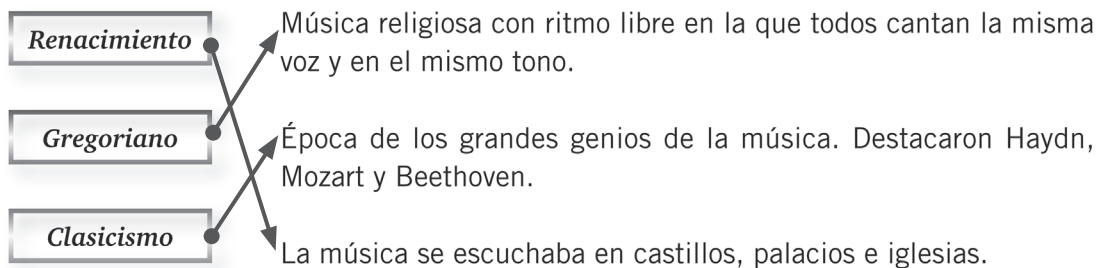 Renacimiento
Música religiosa con ritmo libre en la que todos cantan la misma
voz y en el mismo tono.
Gregoriano
Época de los grandes genios de la música. Destacaron Haydn,
Mozart y Beethoven.
Clasicismo
La música se escuchaba en castillos, palacios e iglesias.